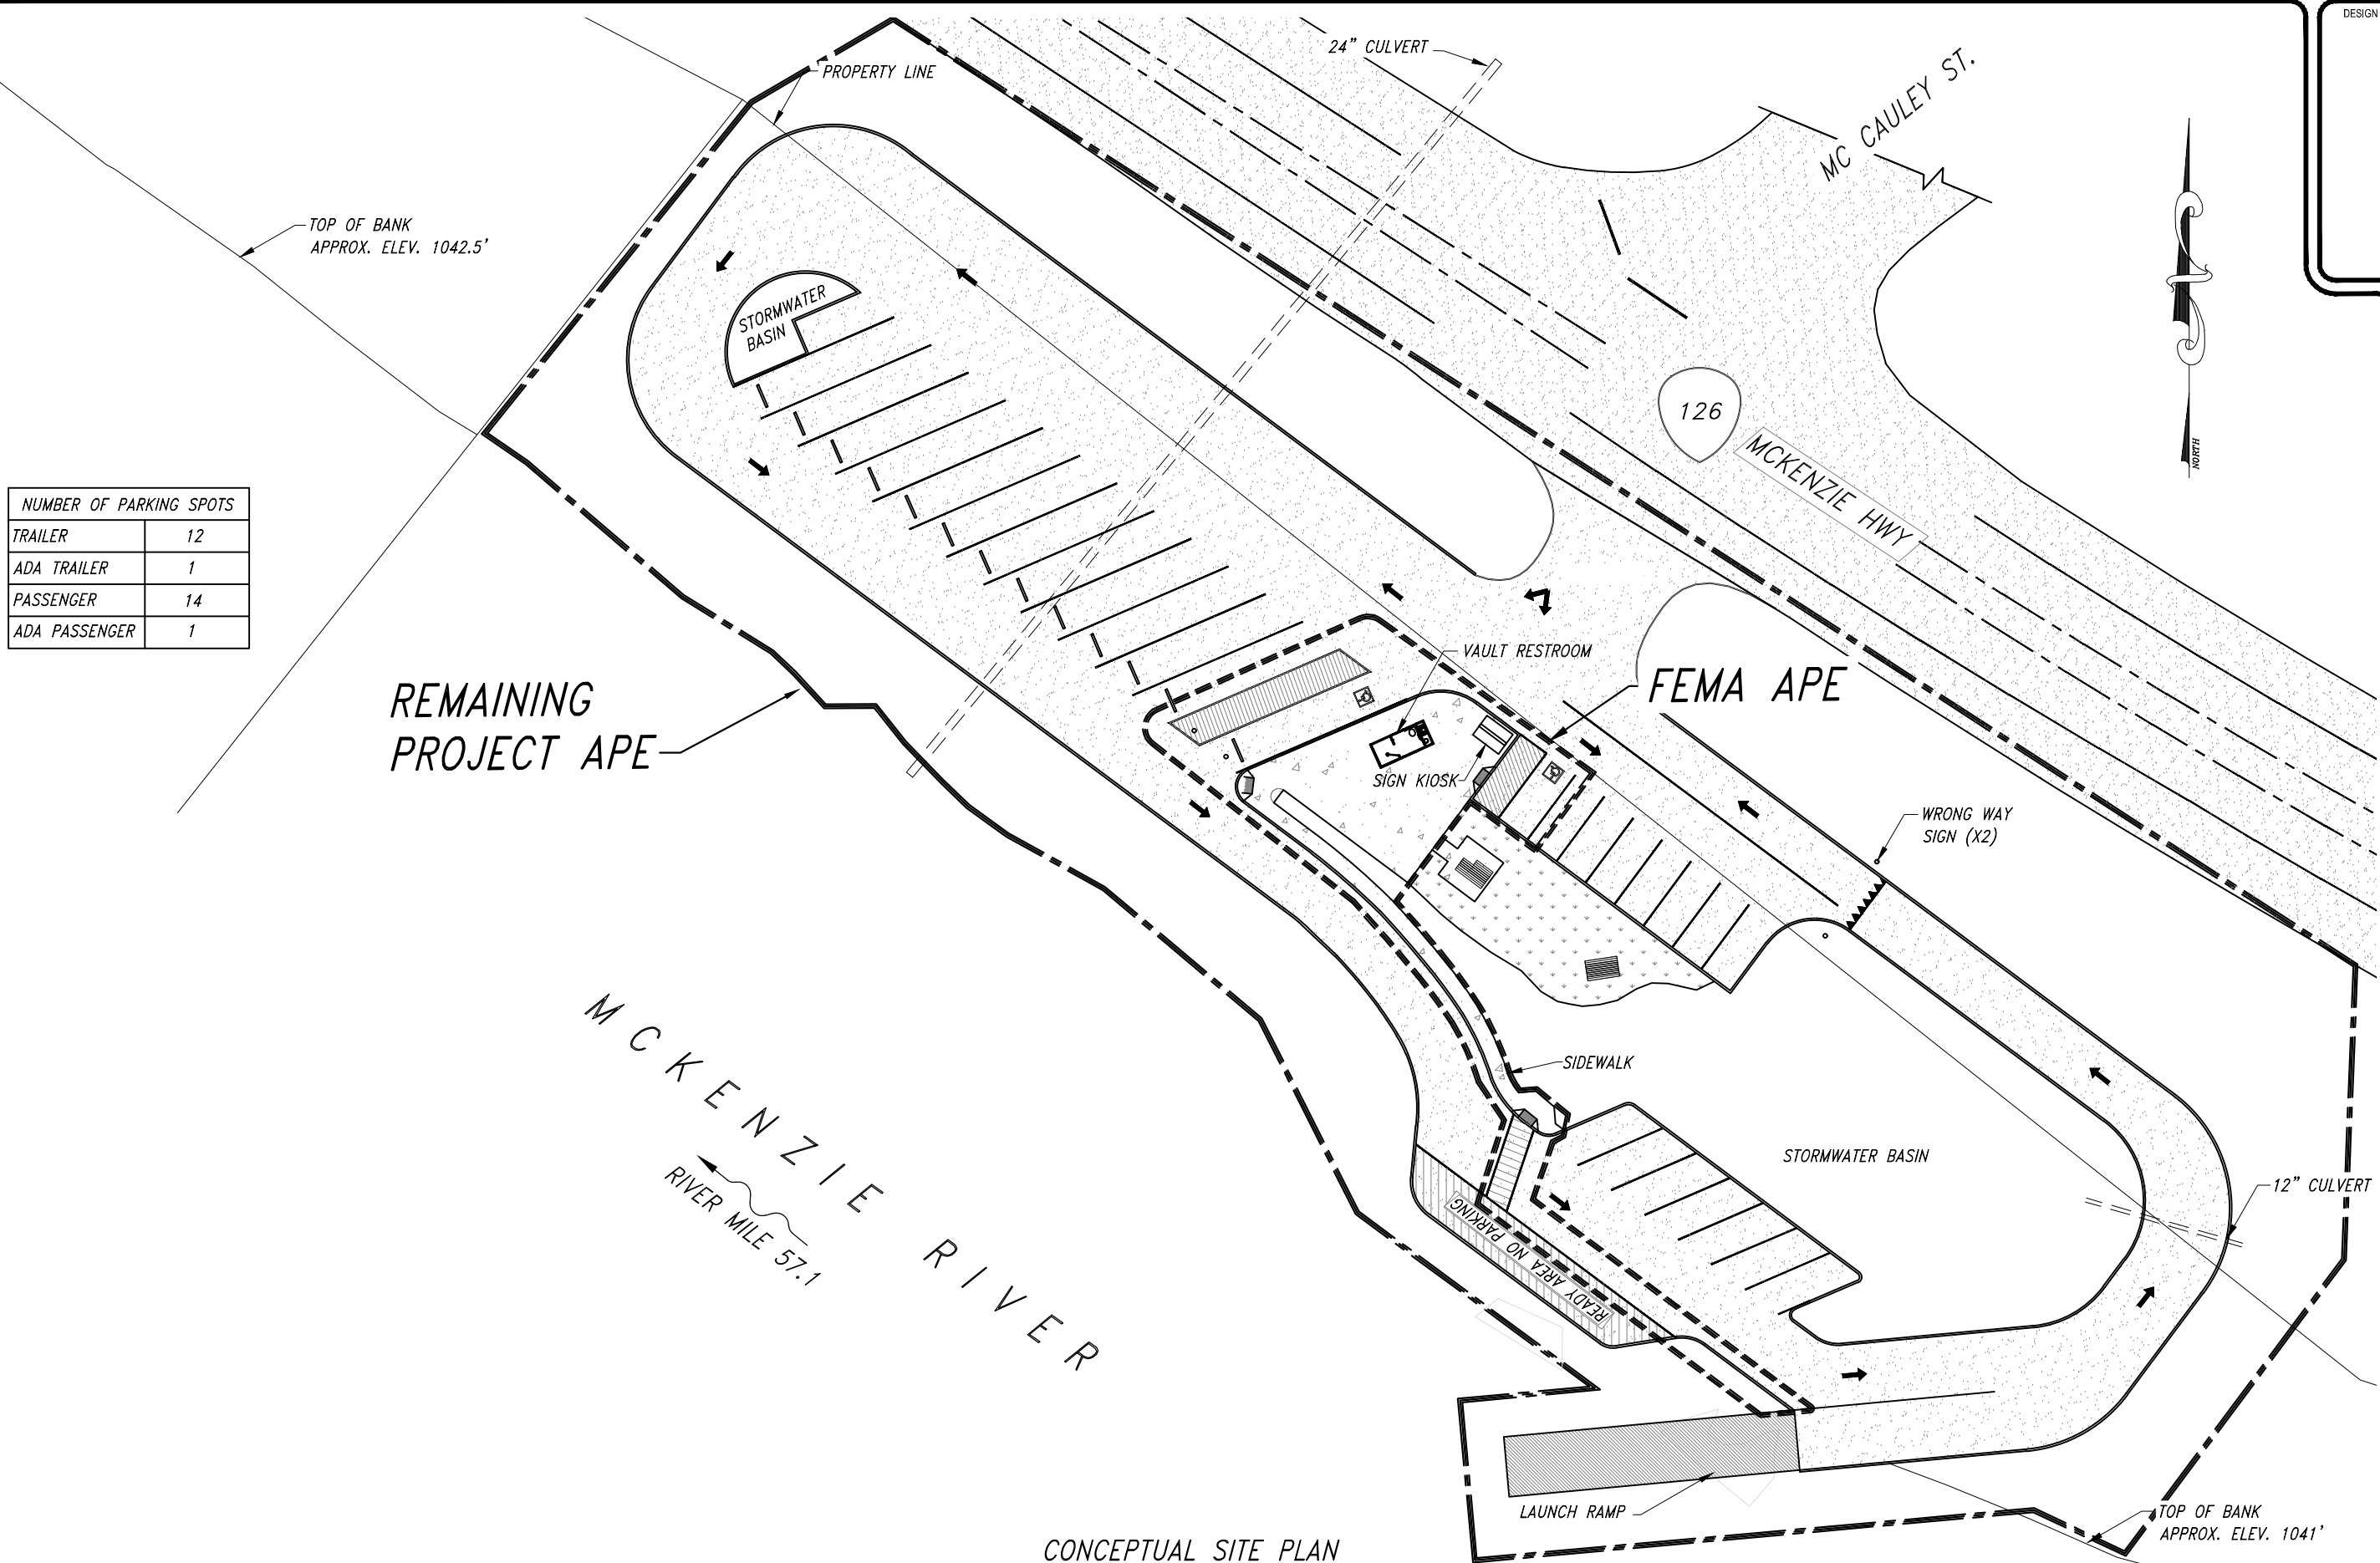 DESIGN
24" CULVERT
MC CAULEY ST.
PROPERTY LINE
TOP OF BANK
APPROX. ELEV. 1042.5'
STORMWATER
BASIN
126
MCKENZIE HWY
NORTH
NUMBER OF PARKING SPOTS
TRAILER 12
ADA TRAILER 1
PASSENGER 14
ADA PASSENGER 1
REMAINING
PROJECT APE
VAULT RESTROOM
FEMA APE
SIGN KIOSK
WRONG WAY
SIGN (X2)
MCKENZIE RIVER
RIVER MILE 57.1
SIDEWALK
STORMWATER BASIN
12" CULVERT
READY AREA NO PARKING
LAUNCH RAMP
TOP OF BANK
APPROX. ELEV. 1041'
CONCEPTUAL SITE PLAN